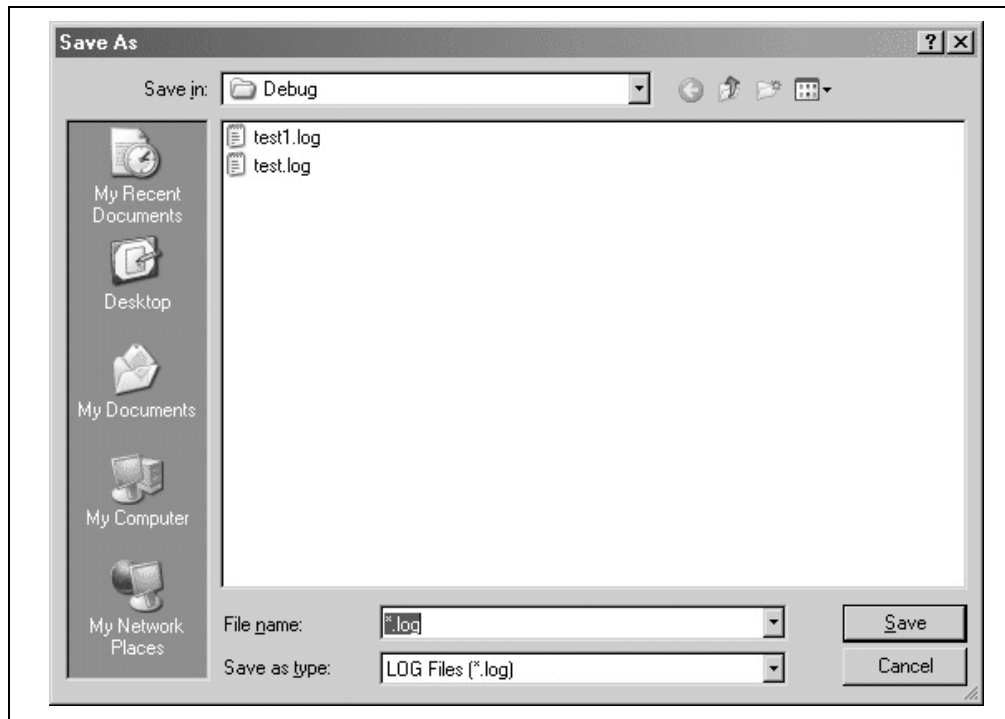 Save As
? ×
Save in: Debug
test1.log
test.log
My Recent
Documents
Desktop
My Documents
My Computer
My Network
Places
File name: *.log
Save
Save as type: LOG Files (*.log)
Cancel